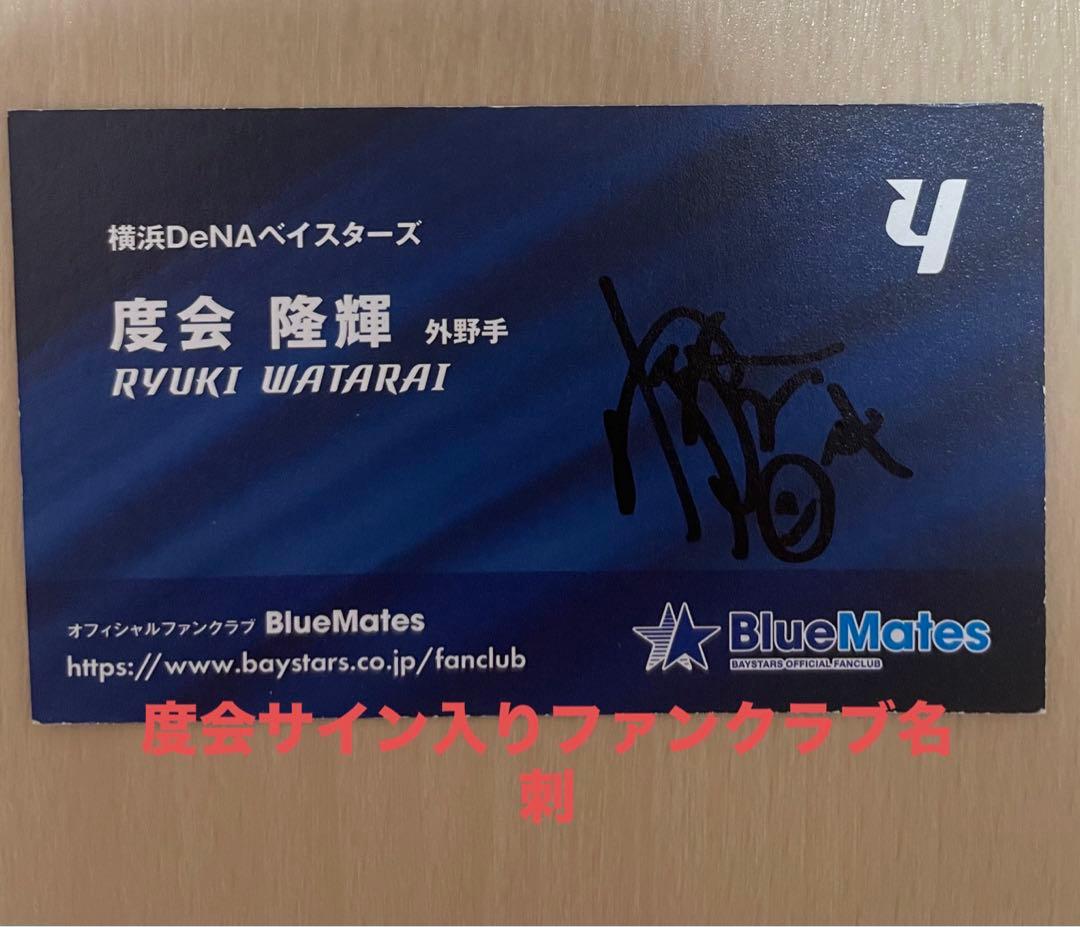 横浜DeNAベイスターズ
度会 隆輝 外野手
RYUKI WATARAI
オフィシャルファンクラブ BlueMates
https://www.baystars.co.jp/fanclub
BlueMates
BAYSTARS OFFICIAL FANCLUB
度会サイン入りファンクラブ名
刺